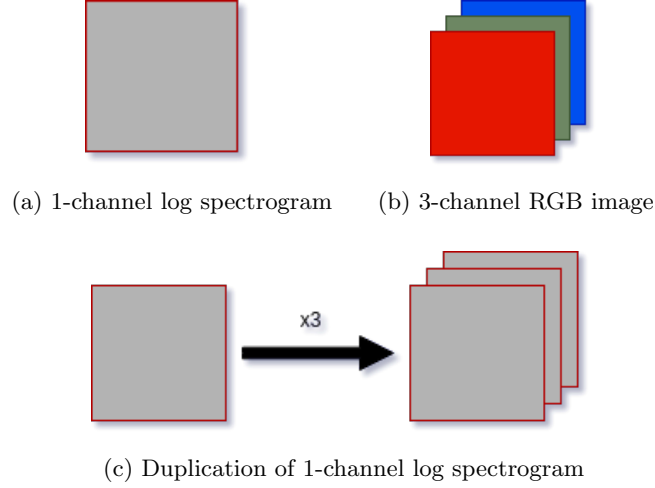 (a) 1-channel log spectrogram
(b) 3-channel RGB image
x3
(c) Duplication of 1-channel log spectrogram